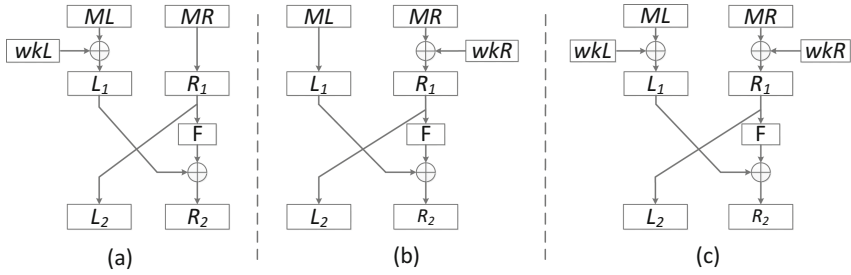 ML MR
wkL
L1 R1
F
L2 R2
(a)
ML MR
wkR
L1 R1
F
L2 R2
(b)
ML MR
wkL wkR
L1 R1
F
L2 R2
(c)